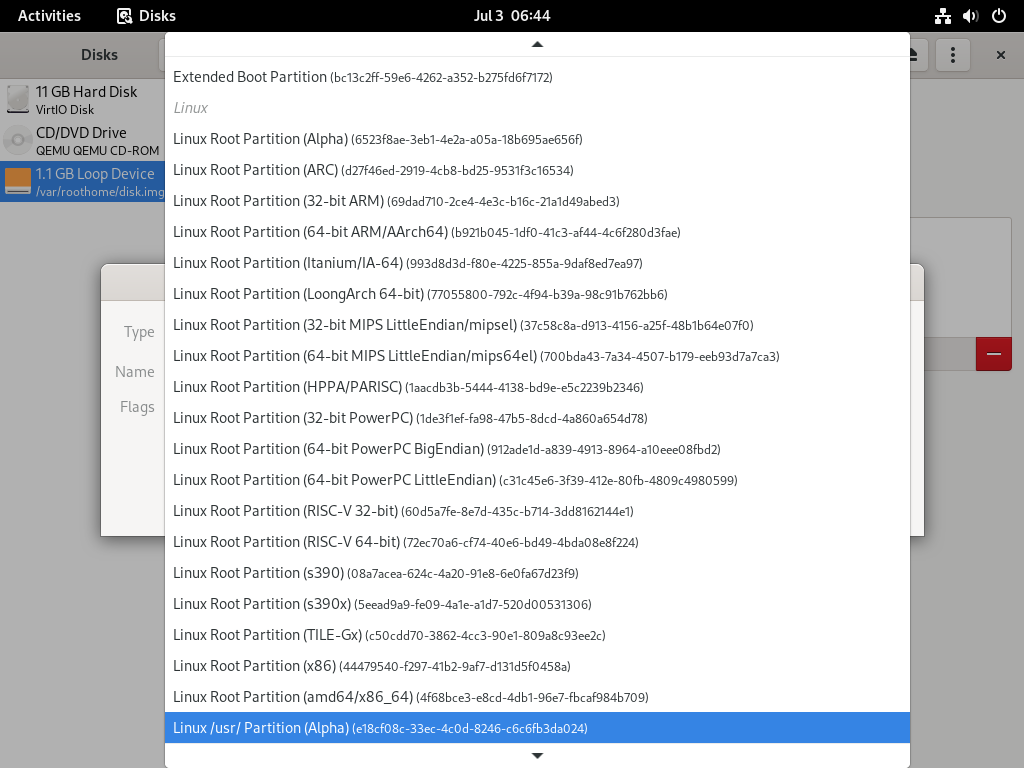 Activities Disks Jul 3 06:44
Disks
11 GB Hard Disk
VirtIO Disk
CD/DVD Drive
QEMU QEMU CD-ROM
1.1 GB Loop Device
/var/roothome/disk.img
Type
Name
Flags
Extended Boot Partition (bc13c2ff-59e6-4262-a352-b275fd6f7172)
Linux
Linux Root Partition (Alpha) (6523f8ae-3eb1-4e2a-a05a-18b695ae656f)
Linux Root Partition (ARC) (d27f46ed-2919-4cb8-bd25-9531f3c16534)
Linux Root Partition (32-bit ARM) (69dad710-2ce4-4e3c-b16c-21a1d49abed3)
Linux Root Partition (64-bit ARM/AArch64) (b921b045-1df0-41c3-af44-4c6f280d3fae)
Linux Root Partition (Itanium/IA-64) (993d8d3d-f80e-4225-855a-9daf8ed7ea97)
Linux Root Partition (LoongArch 64-bit) (77055800-792c-4f94-b39a-98c91b762bb6)
Linux Root Partition (32-bit MIPS LittleEndian/mipsel) (37c58c8a-d913-4156-a25f-48b1b64e07f0)
Linux Root Partition (64-bit MIPS LittleEndian/mips64el) (700bda43-7a34-4507-b179-eeb93d7a7ca3)
Linux Root Partition (HPPA/PARISC) (1aacdb3b-5444-4138-bd9e-e5c2239b2346)
Linux Root Partition (32-bit PowerPC) (1de3f1ef-fa98-47b5-8dcd-4a860a654d78)
Linux Root Partition (64-bit PowerPC BigEndian) (912ade1d-a839-4913-8964-a10eee08fbd2)
Linux Root Partition (64-bit PowerPC LittleEndian) (c31c45e6-3f39-412e-80fb-4809c4980599)
Linux Root Partition (RISC-V 32-bit) (60d5a7fe-8e7d-435c-b714-3dd8162144e1)
Linux Root Partition (RISC-V 64-bit) (72ec70a6-cf74-40e6-bd49-4bda08e8f224)
Linux Root Partition (s390) (08a7acea-624c-4a20-91e8-6e0fa67d23f9)
Linux Root Partition (s390x) (5eead9a9-fe09-4a1e-a1d7-520d00531306)
Linux Root Partition (TILE-Gx) (c50cdd70-3862-4cc3-90e1-809a8c93ee2c)
Linux Root Partition (x86) (44479540-f297-41b2-9af7-d131d5f0458a)
Linux Root Partition (amd64/x86_64) (4f68bce3-e8cd-4db1-96e7-fbcaf984b709)
Linux /usr/ Partition (Alpha) (e18cf08c-33ec-4c0d-8246-c6c6fb3da024)